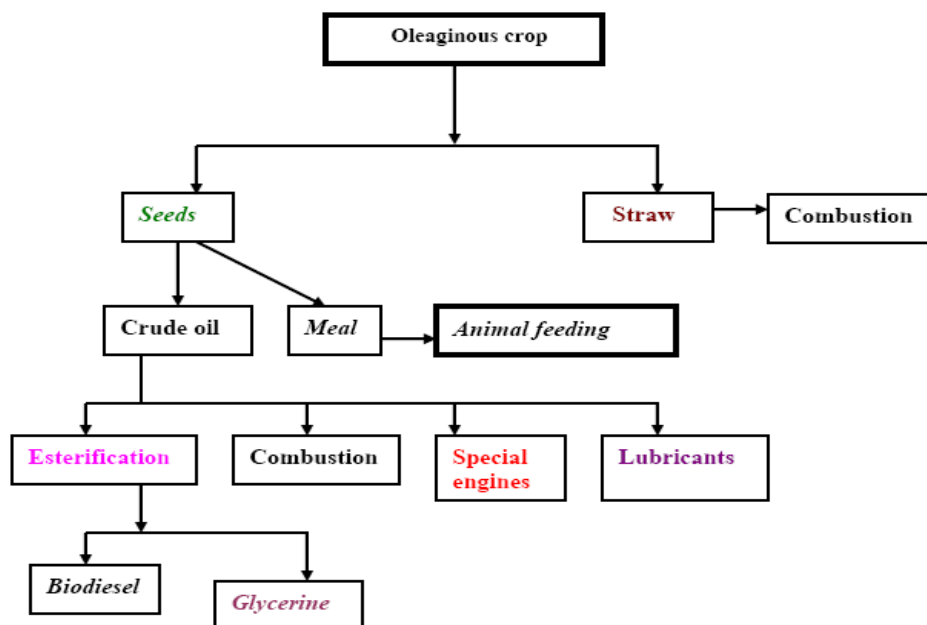 Oleaginous crop
Seeds
Straw
Combustion
Crude oil
Meal
Animal feeding
Esterification
Combustion
Special
engines
Lubricants
Biodiesel
Glycerine